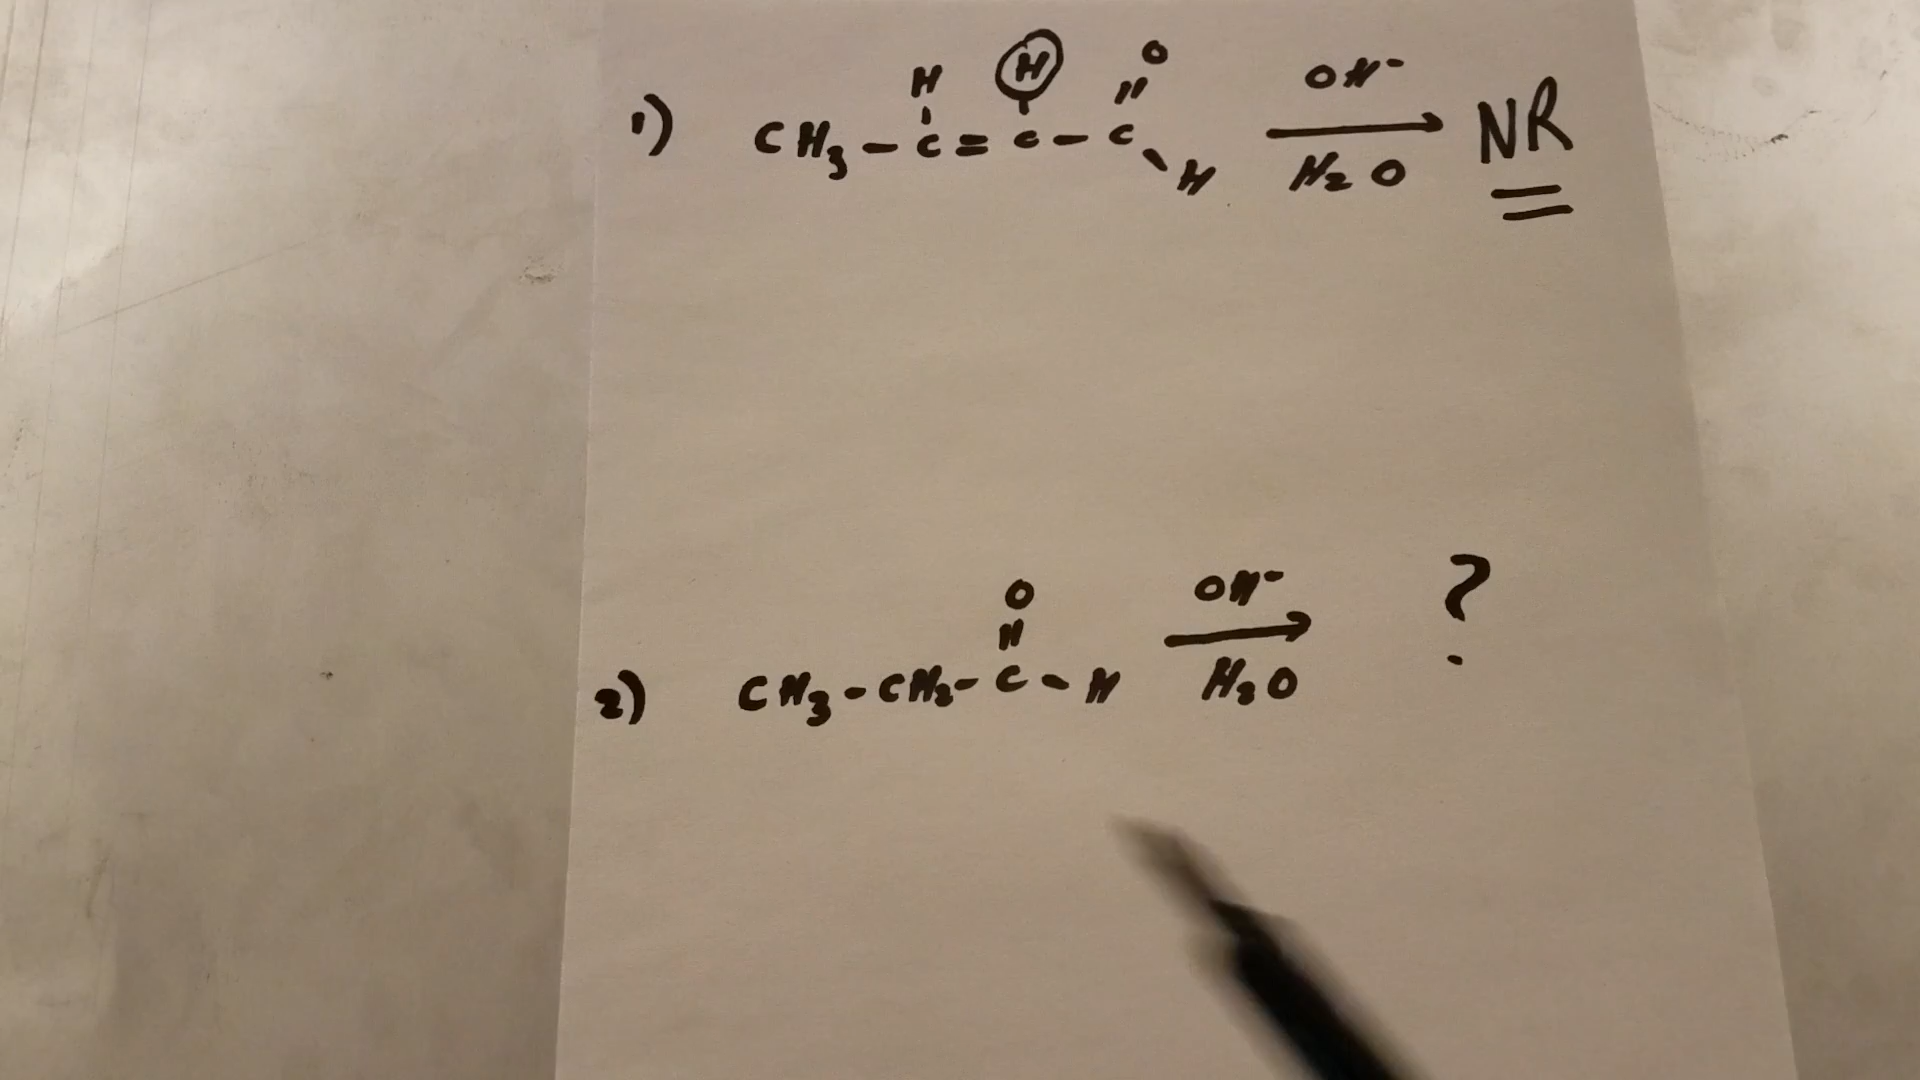 H H O OH-
1) CH3 - C = C - C H → NR
H2O
O OH- ?
2) CH3 - CH2 - C - H →
H2O